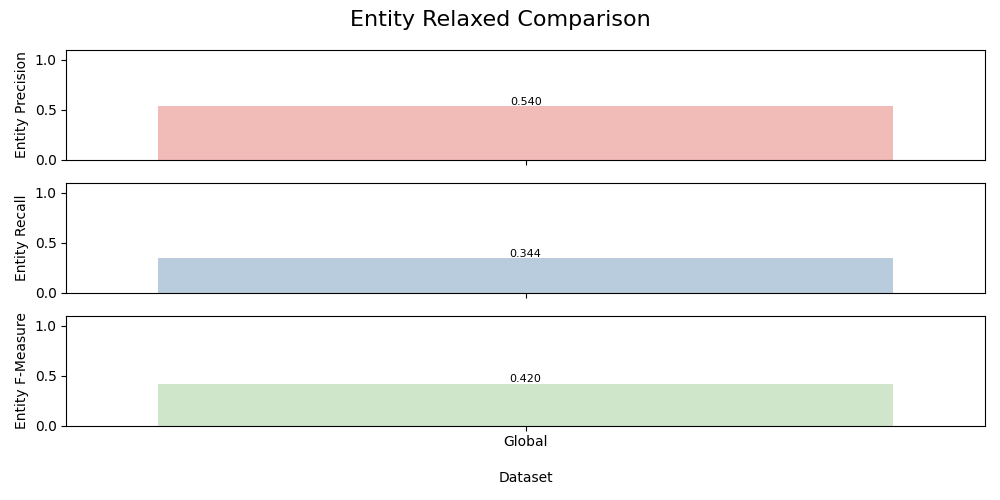 Entity Relaxed Comparison
Entity Precision
1.0
0.5
0.0
0.540
Entity Recall
1.0
0.5
0.0
0.344
Entity F-Measure
1.0
0.5
0.0
0.420
Global
Dataset